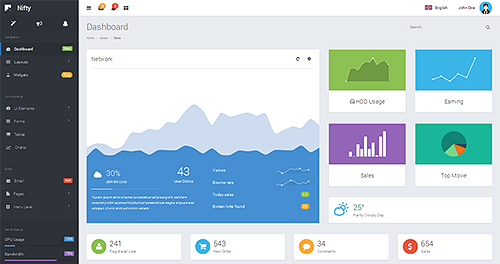 Nifty
English
John Doe
Navigation
Dashboard
Layouts
Widgets
Components
UI Elements
Forms
Tables
Charts
Extra
Email
Pages
Menu Level
Server Status
CPU Usage
Bandwidth
Dashboard
Home
Library
Data
Search..
Network
30%
43
User Online
Visitors
Bounce rate
Today sales
Broken links found
HDD Usage
Earning
Sales
Top Movie
25°
Partly Cloudy Day
241
Registered User
543
New Order
34
Comments
654
Sales